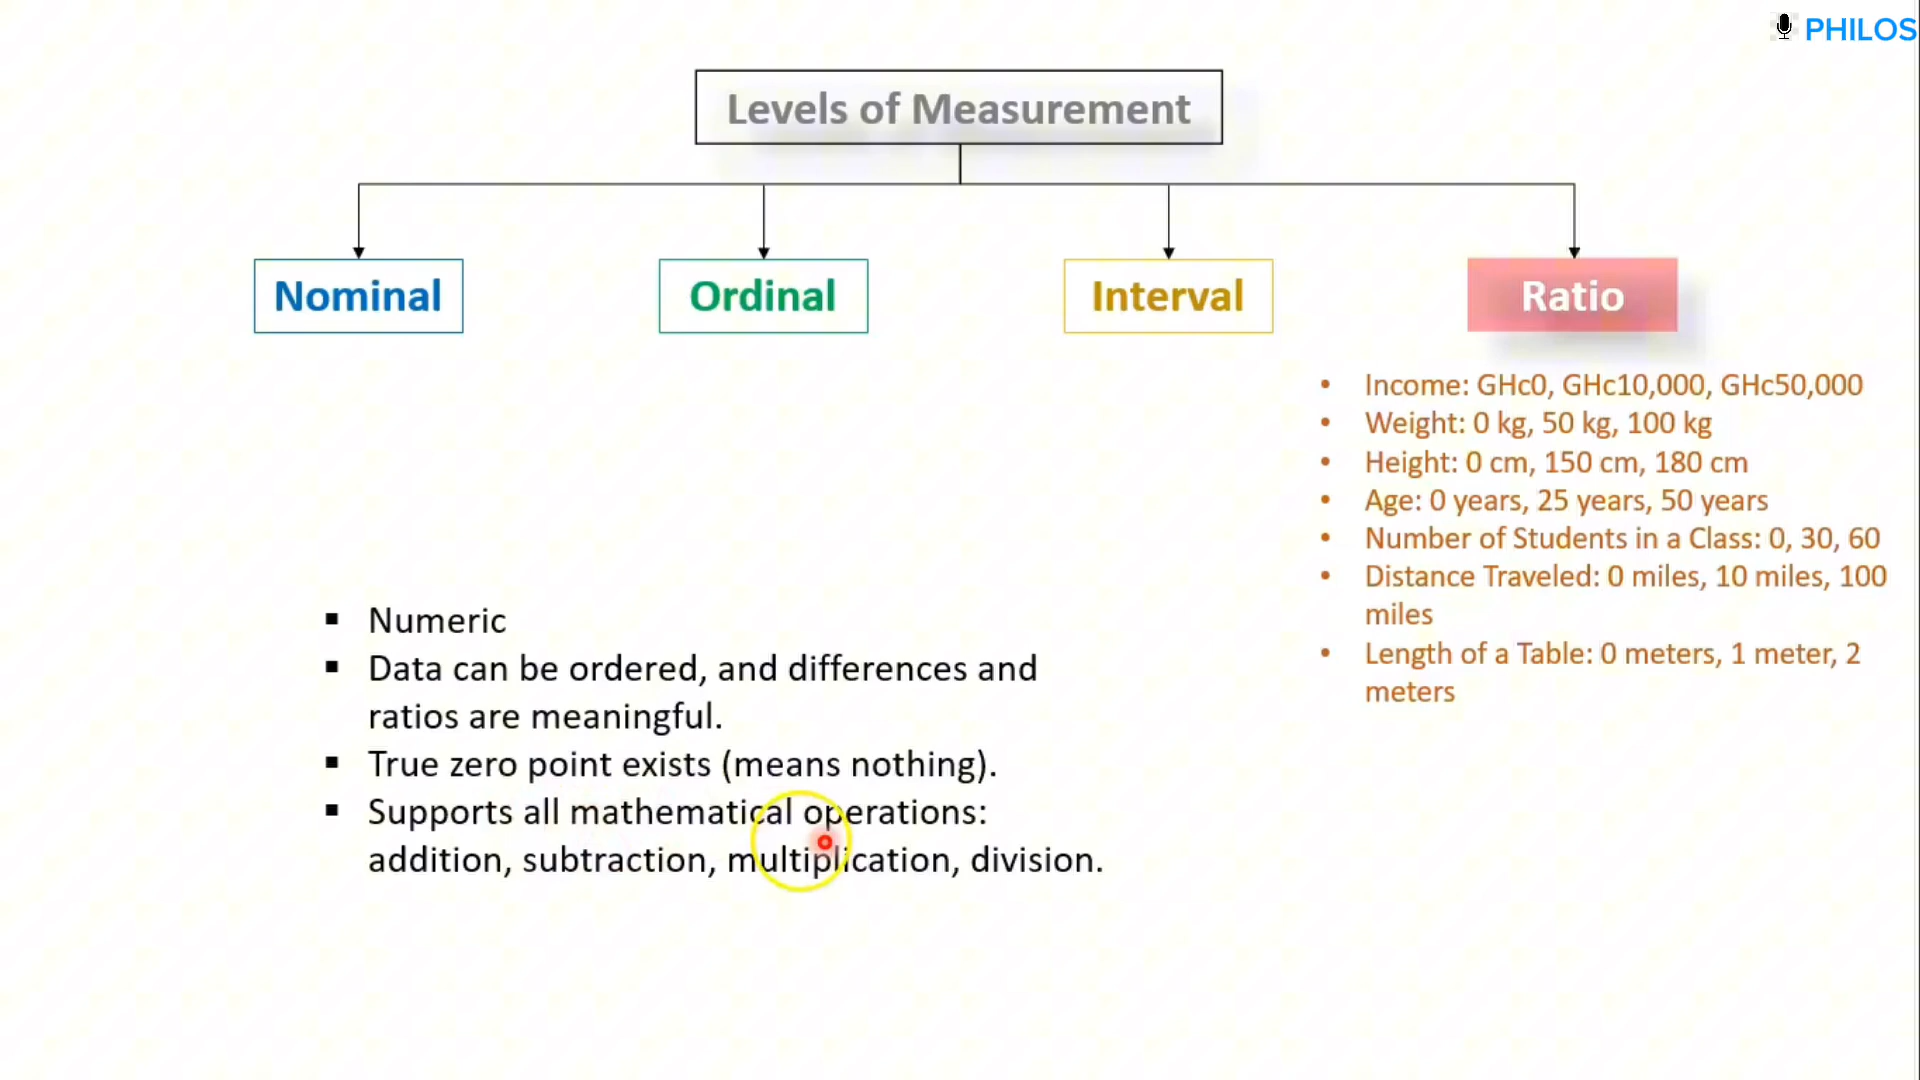 PHILOS
Levels of Measurement
Nominal
Ordinal
Interval
Ratio
• Income: GHc0, GHc10,000, GHc50,000
• Weight: 0 kg, 50 kg, 100 kg
• Height: 0 cm, 150 cm, 180 cm
• Age: 0 years, 25 years, 50 years
• Number of Students in a Class: 0, 30, 60
• Distance Traveled: 0 miles, 10 miles, 100
miles
• Length of a Table: 0 meters, 1 meter, 2
meters
▪ Numeric
▪ Data can be ordered, and differences and
ratios are meaningful.
▪ True zero point exists (means nothing).
▪ Supports all mathematical operations:
addition, subtraction, multiplication, division.